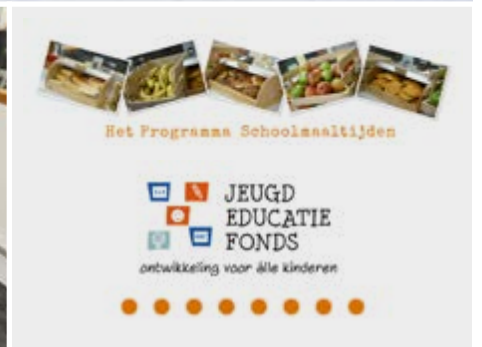 Het Programma Schoolmaaltijden
JEUGD
EDUCATIE
FONDS
ontwikkeling voor álle kinderen